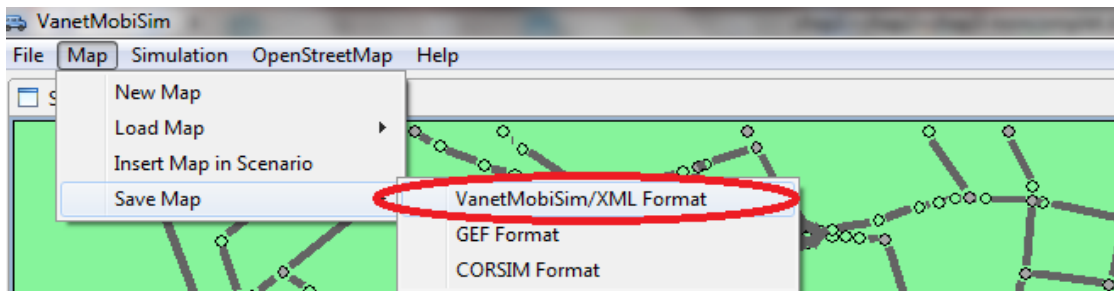 VanetMobiSim
File Map Simulation OpenStreetMap Help
New Map
Load Map
Insert Map in Scenario
Save Map
VanetMobiSim/XML Format
GEF Format
CORSIM Format